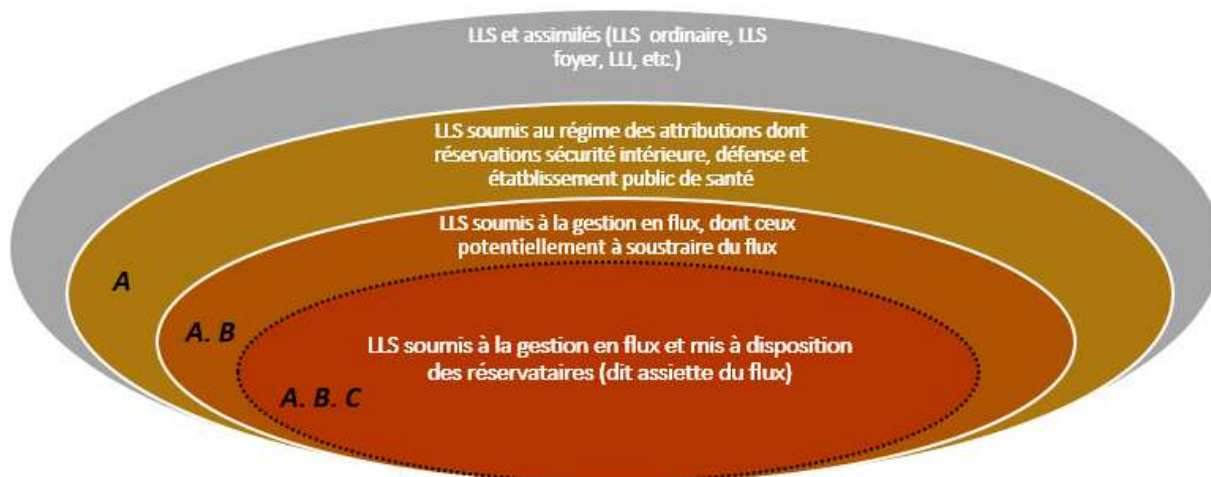 LLS et assimilés (LLS ordinaire, LLS
foyer, LLI, etc.)
LLS soumis au régime des attributions dont
réservations sécurité intérieure, défense et
étatblissement public de santé
LLS soumis à la gestion en flux, dont ceux
potentiellement à soustraire du flux
A
A. B
LLS soumis à la gestion en flux et mis à disposition
des réservataires (dit assiette du flux)
A. B. C